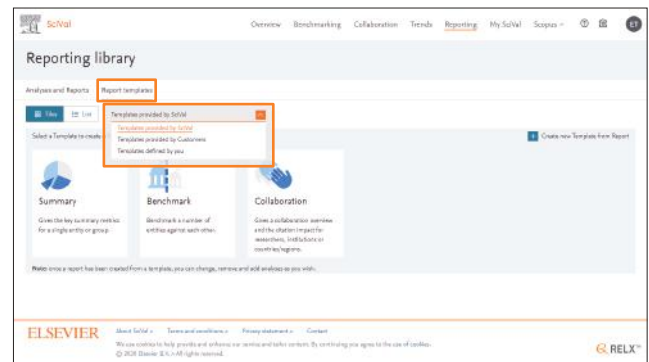 SciVal
Overview Benchmarking Collaboration Trends Reporting My SciVal Scopus ET
Reporting library
Analyses and Reports Report templates
Tiles List Templates provided by SciVal
Select a Template to create
Templates provided by SciVal
Templates provided by Customers
Templates defined by you
+ Create new Template from Report
Summary
Gives the key summary metrics
for a single entity or group.
Benchmark
Benchmark a number of
entities against each other.
Collaboration
Gives a collaboration overview
and the citation impact for
researchers, institutions or
countries/regions.
Note: once a report has been created from a template, you can change, remove and add analyses as you wish.
ELSEVIER
About SciVal Terms and conditions Privacy statement Contact
We use cookies to help provide and enhance our service and tailor content. By continuing you agree to the use of cookies.
© 2020 Elsevier B.V. All rights reserved.
RELX™